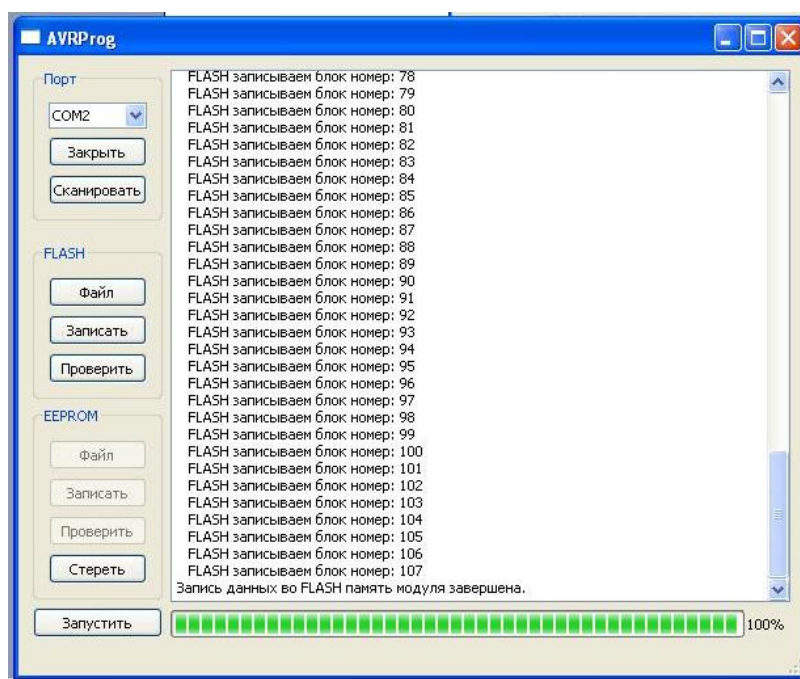 AVRProg
Порт
COM2
Закрыть
Сканировать
FLASH
Файл
Записать
Проверить
EEPROM
Файл
Записать
Проверить
Стереть
Запустить
FLASH записываем блок номер: 78
FLASH записываем блок номер: 79
FLASH записываем блок номер: 80
FLASH записываем блок номер: 81
FLASH записываем блок номер: 82
FLASH записываем блок номер: 83
FLASH записываем блок номер: 84
FLASH записываем блок номер: 85
FLASH записываем блок номер: 86
FLASH записываем блок номер: 87
FLASH записываем блок номер: 88
FLASH записываем блок номер: 89
FLASH записываем блок номер: 90
FLASH записываем блок номер: 91
FLASH записываем блок номер: 92
FLASH записываем блок номер: 93
FLASH записываем блок номер: 94
FLASH записываем блок номер: 95
FLASH записываем блок номер: 96
FLASH записываем блок номер: 97
FLASH записываем блок номер: 98
FLASH записываем блок номер: 99
FLASH записываем блок номер: 100
FLASH записываем блок номер: 101
FLASH записываем блок номер: 102
FLASH записываем блок номер: 103
FLASH записываем блок номер: 104
FLASH записываем блок номер: 105
FLASH записываем блок номер: 106
FLASH записываем блок номер: 107
Запись данных во FLASH память модуля завершена.
100%